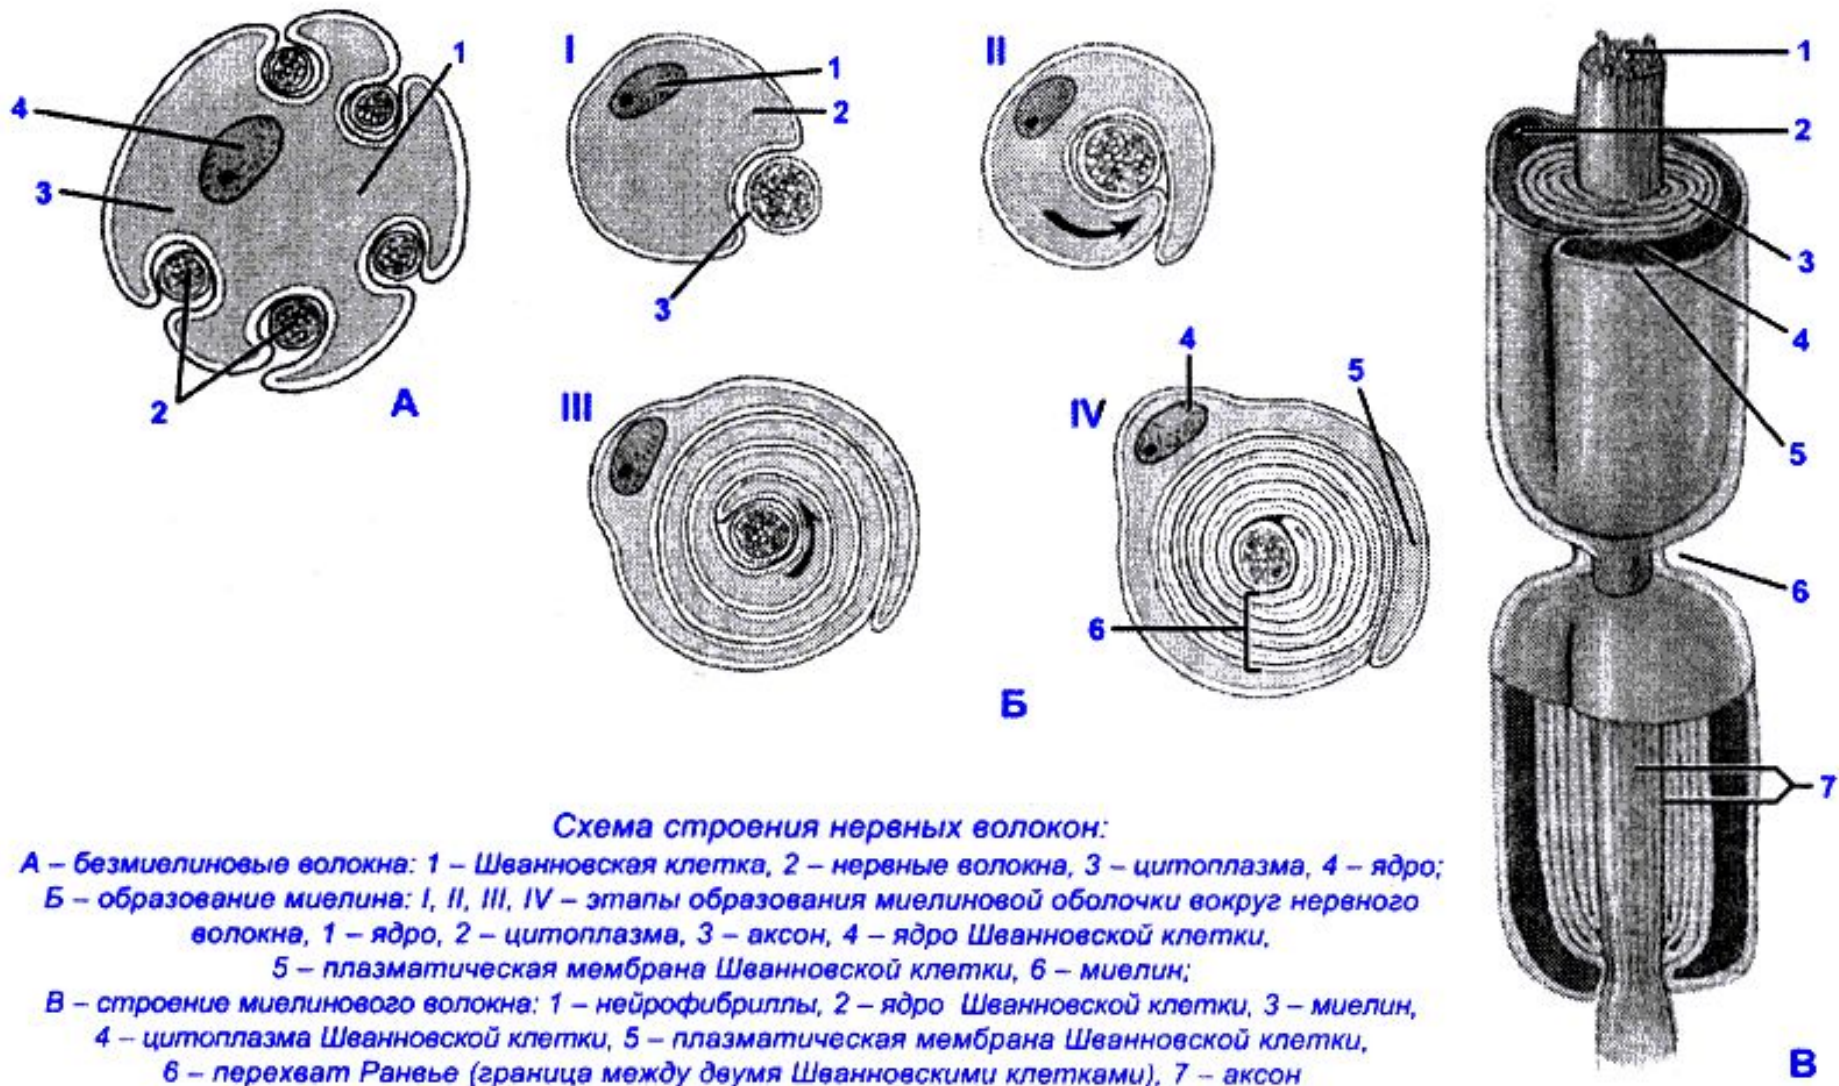 1
4
3
2
А
I
1
2
3
II
III
IV
4
5
6
Б
1
2
3
4
5
6
7
В
Схема строения нервных волокон:
А – безмиелиновые волокна: 1 – Шванновская клетка, 2 – нервные волокна, 3 – цитоплазма, 4 – ядро;
Б – образование миелина: I, II, III, IV – этапы образования миелиновой оболочки вокруг нервного
волокна, 1 – ядро, 2 – цитоплазма, 3 – аксон, 4 – ядро Шванновской клетки,
5 – плазматическая мембрана Шванновской клетки, 6 – миелин;
В – строение миелинового волокна: 1 – нейрофибриллы, 2 – ядро Шванновской клетки, 3 – миелин,
4 – цитоплазма Шванновской клетки, 5 – плазматическая мембрана Шванновской клетки,
6 – перехват Ранвье (граница между двумя Шванновскими клетками), 7 – аксон